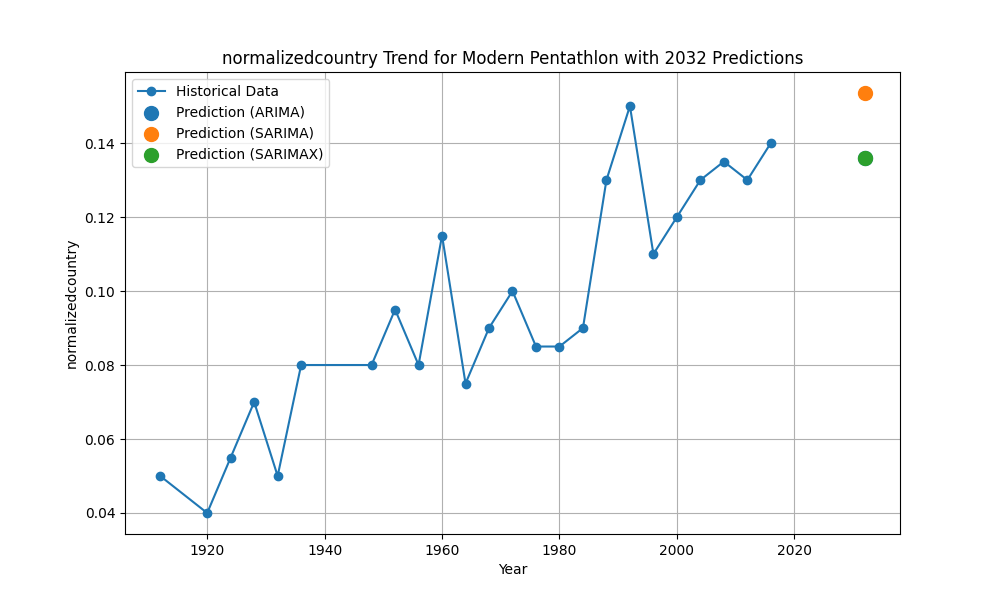 normalizedcountry Trend for Modern Pentathlon with 2032 Predictions
Historical Data
Prediction (ARIMA)
Prediction (SARIMA)
Prediction (SARIMAX)
normalizedcountry
0.14
0.12
0.10
0.08
0.06
0.04
1920 1940 1960 1980 2000 2020
Year